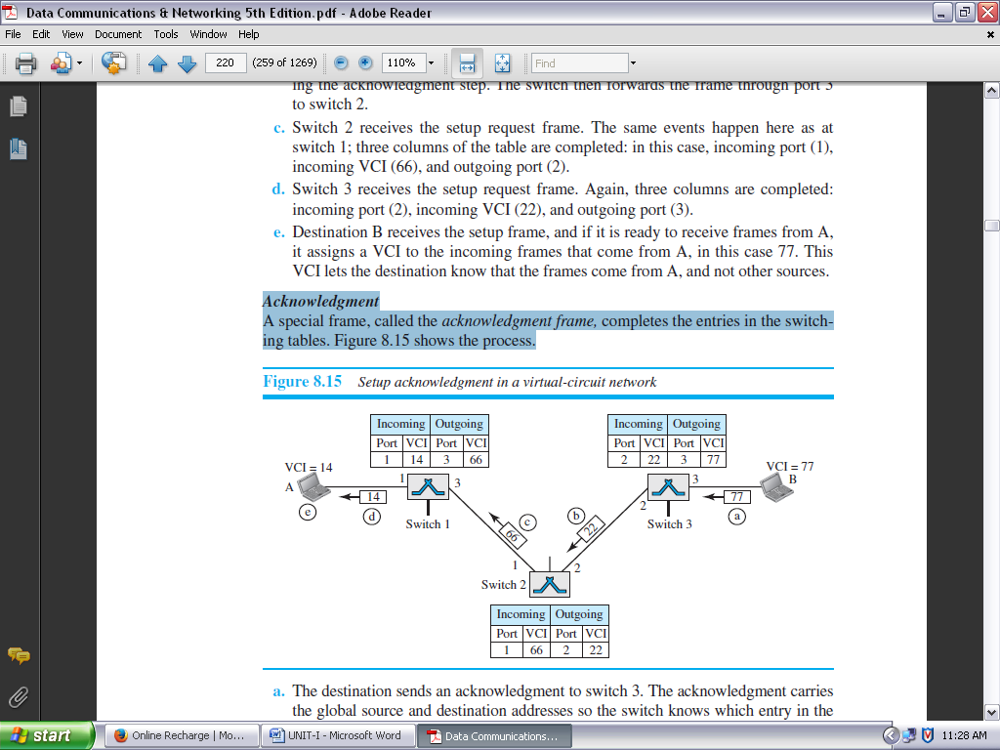 Data Communications & Networking 5th Edition.pdf - Adobe Reader
File Edit View Document Tools Window Help
220 (259 of 1269) 110% Find
ing the acknowledgment step. The switch then forwards the frame through port 3
to switch 2.
c. Switch 2 receives the setup request frame. The same events happen here as at
switch 1; three columns of the table are completed: in this case, incoming port (1),
incoming VCI (66), and outgoing port (2).
d. Switch 3 receives the setup request frame. Again, three columns are completed:
incoming port (2), incoming VCI (22), and outgoing port (3).
e. Destination B receives the setup frame, and if it is ready to receive frames from A,
it assigns a VCI to the incoming frames that come from A, in this case 77. This
VCI lets the destination know that the frames come from A, and not other sources.
Acknowledgment
A special frame, called the acknowledgment frame, completes the entries in the switch-
ing tables. Figure 8.15 shows the process.
Figure 8.15 Setup acknowledgment in a virtual-circuit network
Incoming Outgoing
Port VCI Port VCI
1 14 3 66
Incoming Outgoing
Port VCI Port VCI
2 22 3 77
VCI = 14
A
e
14
d
1
3
Switch 1
66
c
b
22
2
3
Switch 3
VCI = 77
B
77
a
1
2
Switch 2
Incoming Outgoing
Port VCI Port VCI
1 66 2 22
a. The destination sends an acknowledgment to switch 3. The acknowledgment carries
the global source and destination addresses so the switch knows which entry in the
start Online Recharge | Mo... UNIT-I - Microsoft Word Data Communications... 11:28 AM